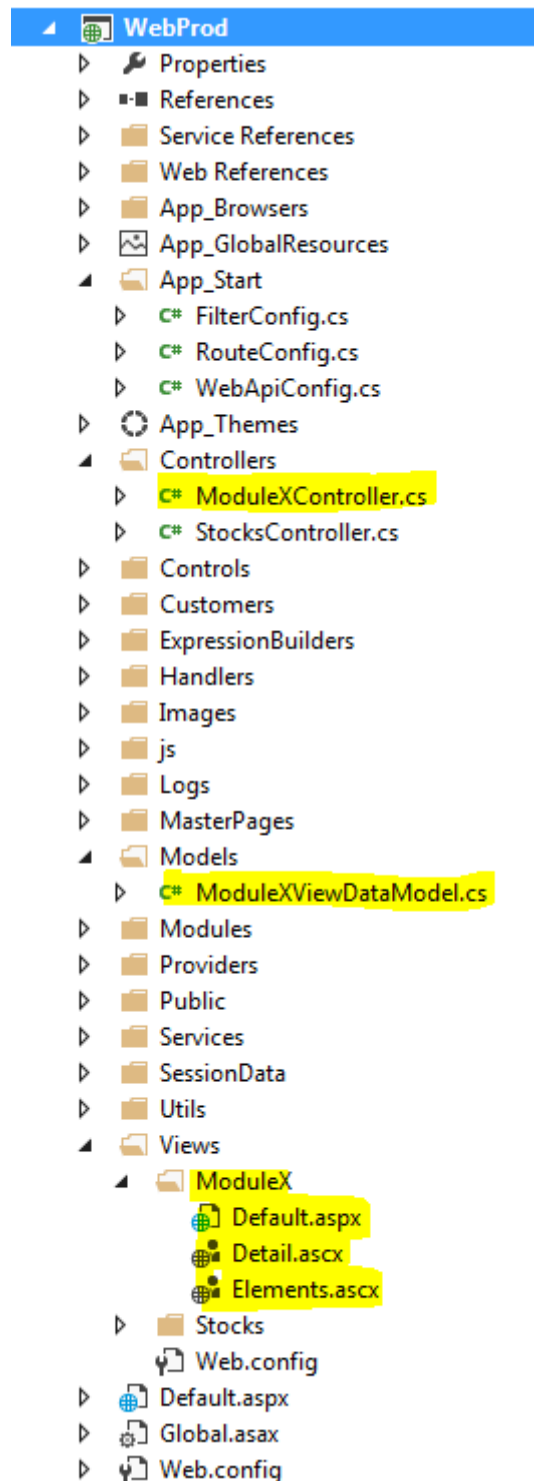 WebProd
Properties
References
Service References
Web References
App_Browsers
App_GlobalResources
App_Start
C# FilterConfig.cs
C# RouteConfig.cs
C# WebApiConfig.cs
App_Themes
Controllers
C# ModuleXController.cs
C# StocksController.cs
Controls
Customers
ExpressionBuilders
Handlers
Images
js
Logs
MasterPages
Models
C# ModuleXViewDataModel.cs
Modules
Providers
Public
Services
SessionData
Utils
Views
ModuleX
Default.aspx
Detail.ascx
Elements.ascx
Stocks
Web.config
Default.aspx
Global.asax
Web.config